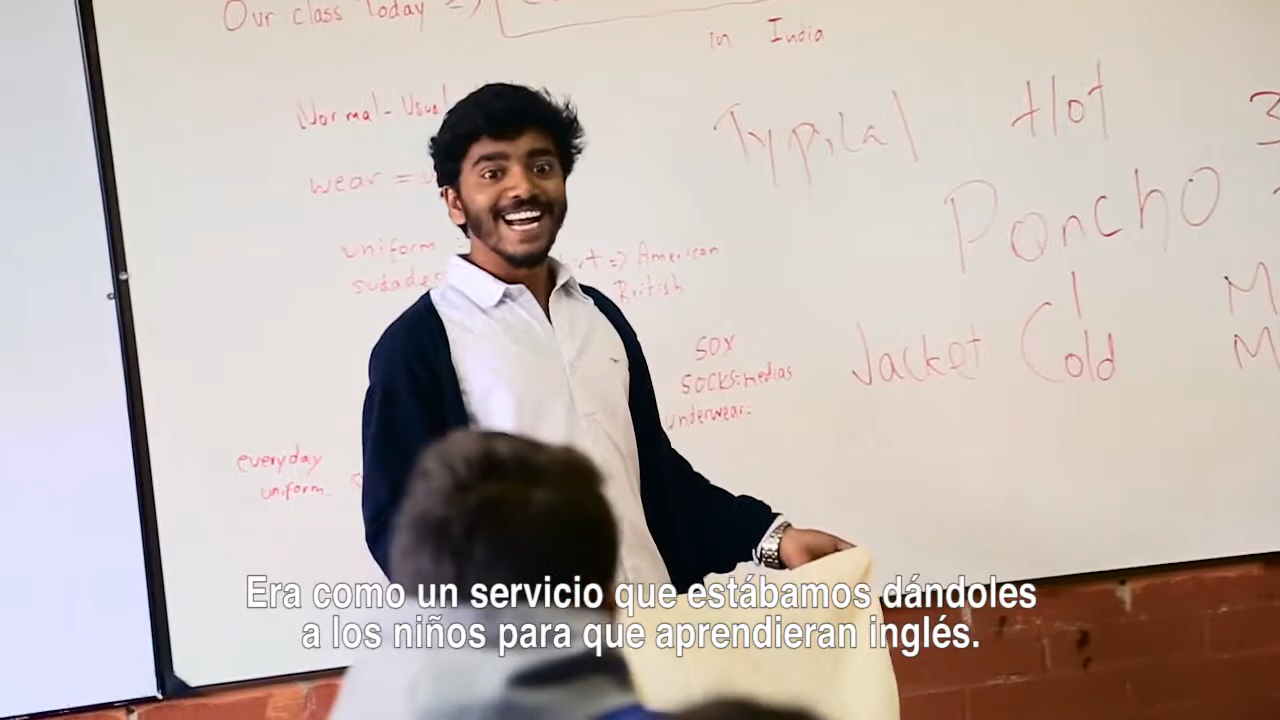 Our class Today =>
in India
Normal - Usual
Typical Hot 3
wear =
Poncho
uniform =
=> American
British
Jacket Cold
SOX
socks:medias
underwear:
everyday
uniform.
Era como un servicio que estábamos dándoles
a los niños para que aprendieran inglés.